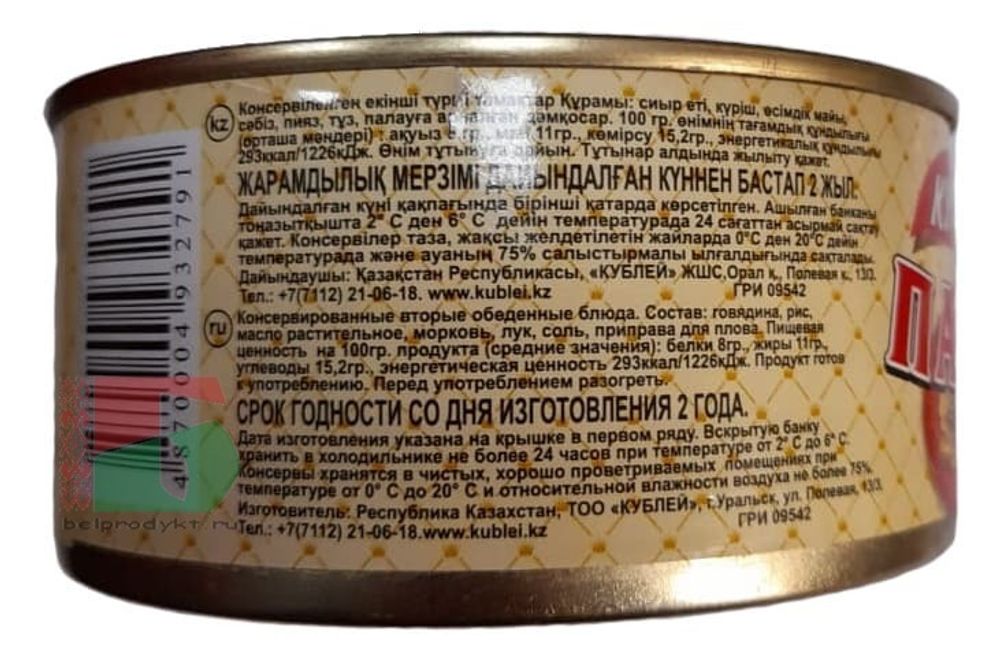 kz
Консервіленген екінші түрлі тамақтар Құрамы: сиыр еті, күріш, өсімдік майы,
сәбіз, пияз, тұз, палауға арналған дәмқосар. 100 гр. өнімнің тағамдық құндылығы
(орташа мәндері) : ақуыз 8 гр., май 11гр., көмірсу 15,2гр., энергетикалық құндылығы
293ккал/1226кДж. Өнім тұтынуға дайын. Тұтынар алдында жылыту қажет.
ЖАРАМДЫЛЫҚ МЕРЗІМІ ДАЙЫНДАЛҒАН КҮННЕН БАСТАП 2 ЖЫЛ.
Дайындалған күні қақпағында бірінші қатарда көрсетілген. Ашылған банканы
тоңазытқышта 2° С ден 6° С дейін температурада 24 сағаттан асырмай сақтау
қажет. Консервілер таза, жақсы желдетілетін жайларда 0°С ден 20°С дейін
температурада және ауаның 75% салыстырмалы ылғалдығында сақталады.
Дайындаушы: Қазақстан Республикасы, «КУБЛЕЙ» ЖШС,Орал қ., Полевая к., 13/3.
Тел.: +7(7112) 21-06-18. www.kublei.kz ГРИ 09542
ru
Консервированные вторые обеденные блюда. Состав: говядина, рис,
масло растительное, морковь, лук, соль, приправа для плова. Пищевая
ценность на 100гр. продукта (средние значения): белки 8гр., жиры 11гр.,
углеводы 15,2гр., энергетическая ценность 293ккал/1226кДж. Продукт готов
к употреблению. Перед употреблением разогреть.
СРОК ГОДНОСТИ СО ДНЯ ИЗГОТОВЛЕНИЯ 2 ГОДА.
Дата изготовления указана на крышке в первом ряду. Вскрытую банку
хранить в холодильнике не более 24 часов при температуре от 2° С до 6° С.
Консервы хранятся в чистых, хорошо проветриваемых помещениях при
температуре от 0° С до 20° С и относительной влажности воздуха не более 75%.
Изготовитель: Республика Казахстан, ТОО «КУБЛЕЙ», г.Уральск, ул. Полевая, 13/3.
Тел.: +7(7112) 21-06-18.www.kublei.kz ГРИ 09542
4 870004 932791
belprodykt.ru